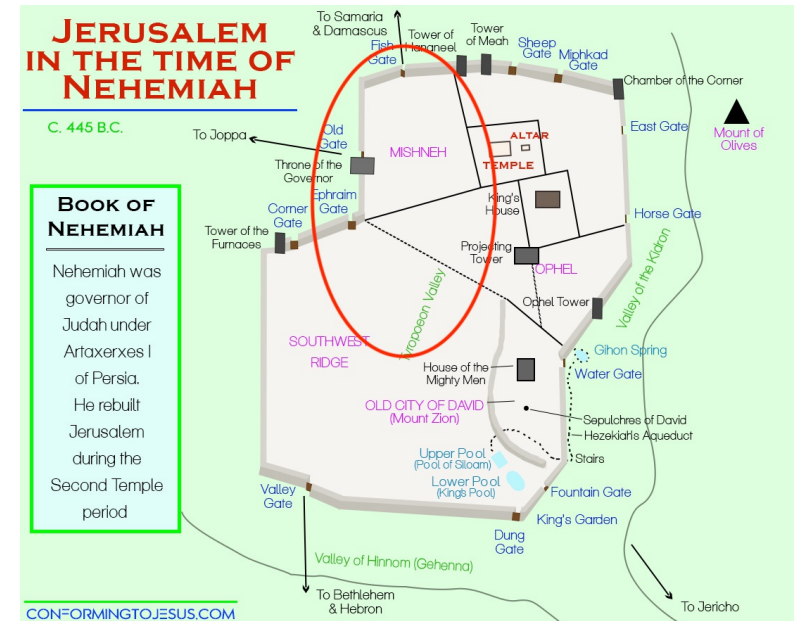 JERUSALEM
IN THE TIME OF
NEHEMIAH
C. 445 B.C.
BOOK OF
NEHEMIAH
Nehemiah was
governor of
Judah under
Artaxerxes I
of Persia.
He rebuilt
Jerusalem
during the
Second Temple
period
To Samaria
& Damascus
Fish
Gate
Tower of
Hananeel
Tower
of Meah
Sheep
Gate
Miphkad
Gate
Chamber of the Corner
East Gate
Mount of
Olives
To Joppa
Old
Gate
MISHNEH
ALTAR
TEMPLE
Throne of the
Governor
Ephraim
Gate
Corner
Gate
Tower of the
Furnaces
King's
House
Horse Gate
Projecting
Tower
OPHEL
Valley of the Kidron
Ophel Tower
Tyropoeon Valley
SOUTHWEST
RIDGE
Gihon Spring
Water Gate
House of the
Mighty Men
OLD CITY OF DAVID
(Mount Zion)
Sepulchres of David
Hezekiah's Aqueduct
Stairs
Upper Pool
(Pool of Siloam)
Lower Pool
(King's Pool)
Fountain Gate
King's Garden
Valley
Gate
Dung
Gate
Valley of Hinnom (Gehenna)
To Bethlehem
& Hebron
To Jericho
CONFORMINGTOJESUS.COM